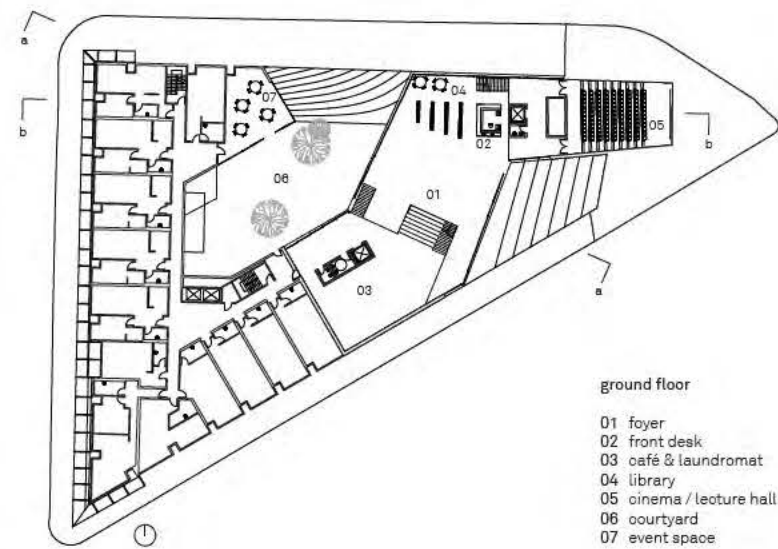 a
b
07
04
02
05
b
06
01
03
a
ground floor
01 foyer
02 front desk
03 café & laundromat
04 library
05 cinema / lecture hall
06 courtyard
07 event space